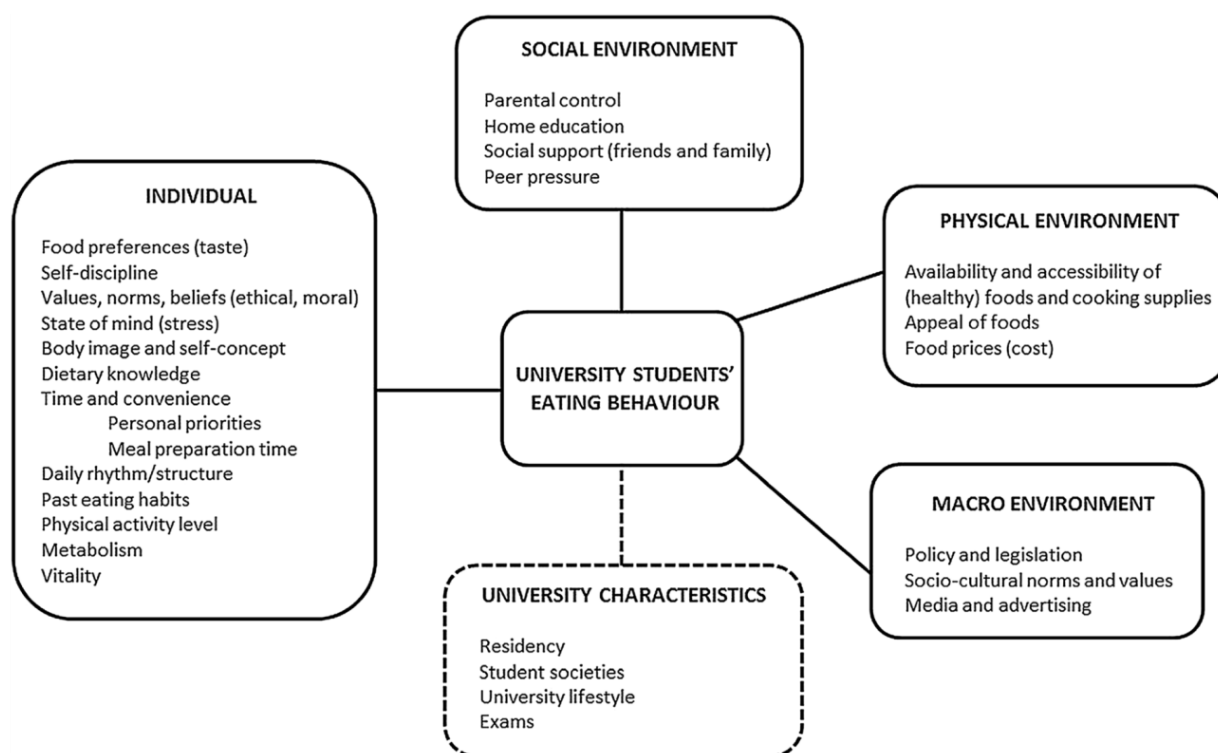 SOCIAL ENVIRONMENT
Parental control
Home education
Social support (friends and family)
Peer pressure
INDIVIDUAL
Food preferences (taste)
Self-discipline
Values, norms, beliefs (ethical, moral)
State of mind (stress)
Body image and self-concept
Dietary knowledge
Time and convenience
Personal priorities
Meal preparation time
Daily rhythm/structure
Past eating habits
Physical activity level
Metabolism
Vitality
UNIVERSITY STUDENTS'
EATING BEHAVIOUR
PHYSICAL ENVIRONMENT
Availability and accessibility of
(healthy) foods and cooking supplies
Appeal of foods
Food prices (cost)
MACRO ENVIRONMENT
Policy and legislation
Socio-cultural norms and values
Media and advertising
UNIVERSITY CHARACTERISTICS
Residency
Student societies
University lifestyle
Exams